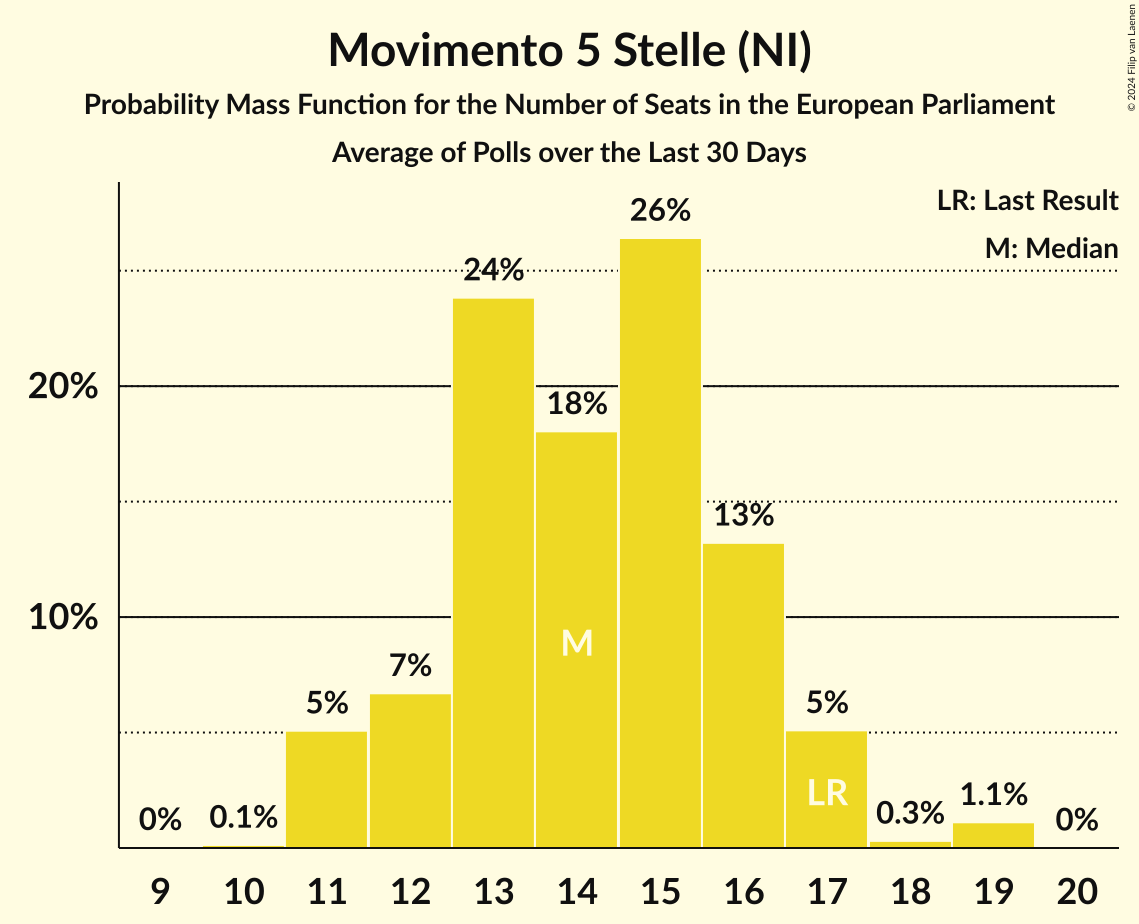 Movimento 5 Stelle (NI)
Probability Mass Function for the Number of Seats in the European Parliament
Average of Polls over the Last 30 Days
© 2024 Filip van Laenen
LR: Last Result
M: Median
26%
24%
20%
18%
13%
10%
M
7%
5%
5%
LR
0%
0.1%
0.3%
1.1%
0%
9 10 11 12 13 14 15 16 17 18 19 20